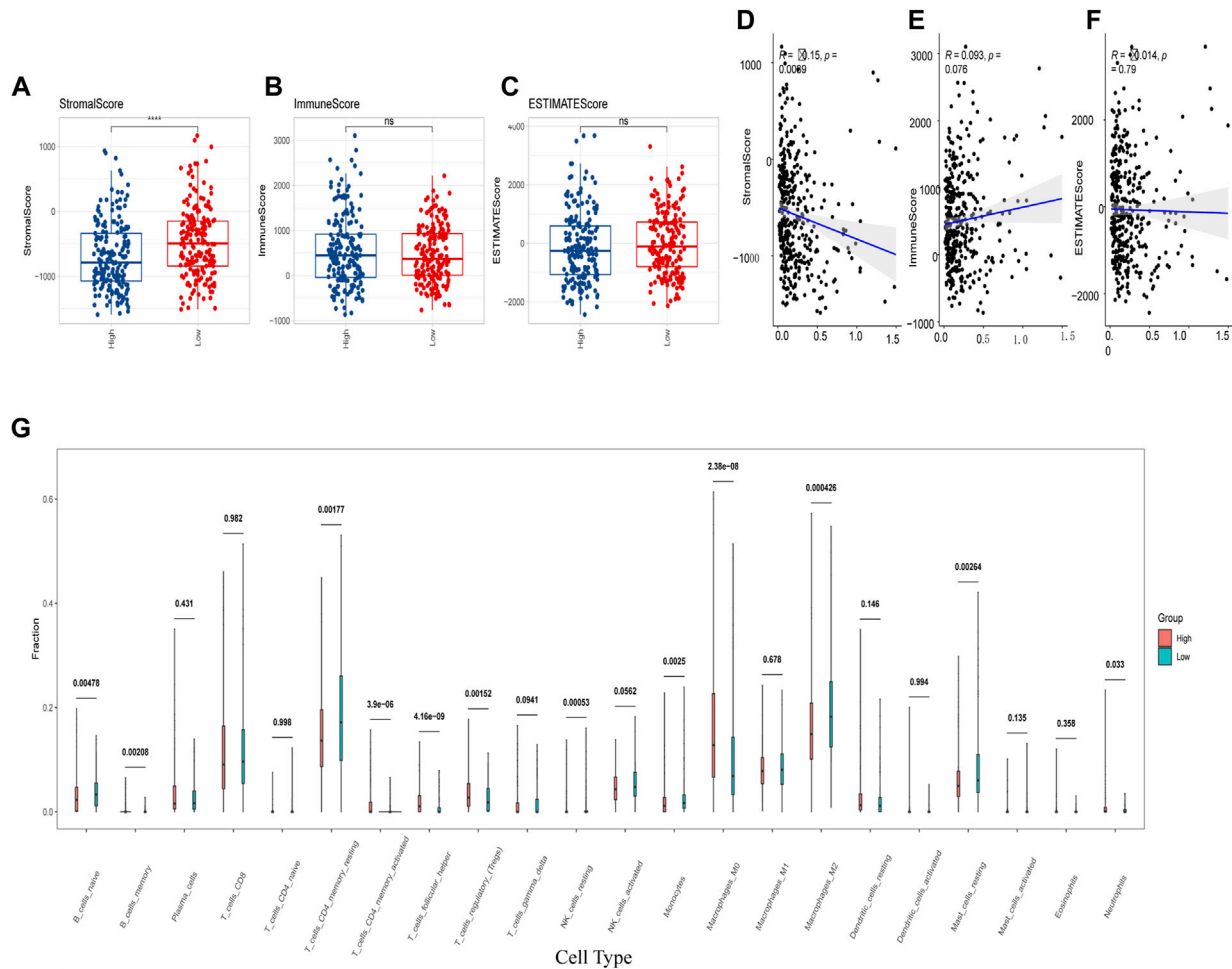 A
StromalScore
****
1000
0
−1000
StromalScore
High
Low
B
ImmuneScore
ns
3000
2000
1000
0
−1000
ImmuneScore
High
Low
C
ESTIMATEScore
ns
4000
2000
0
−2000
ESTIMATEScore
High
Low
D
R = 0.15, p =
0.0039
1000
0
−1000
StromalScore
0.0 0.5 1.0 1.5
E
R = 0.093, p =
0.076
3000
2000
1000
0
−1000
ImmuneScore
0.0 0.5 1.0 1.5
F
R = 0.014, p
= 0.79
2000
0
−2000
ESTIMATEScore
0. 0.5 1.0 1.5
0
G
0.6
0.4
0.2
0.0
Fraction
0.00478
0.00208
0.431
0.982
0.998
0.00177
3.9e−06
4.16e−09
0.00152
0.0941
0.00053
0.0562
0.0025
2.38e−08
0.678
0.000426
0.146
0.994
0.00264
0.135
0.358
0.033
Group
High
Low
B_cells_naive
B_cells_memory
Plasma_cells
T_cells_CD8
T_cells_CD4_naive
T_cells_CD4_memory_resting
T_cells_CD4_memory_activated
T_cells_follicular_helper
T_cells_regulatory_(Tregs)
T_cells_gamma_delta
NK_cells_resting
NK_cells_activated
Monocytes
Macrophages_M0
Macrophages_M1
Macrophages_M2
Dendritic_cells_resting
Dendritic_cells_activated
Mast_cells_resting
Mast_cells_activated
Eosinophils
Neutrophils
Cell Type